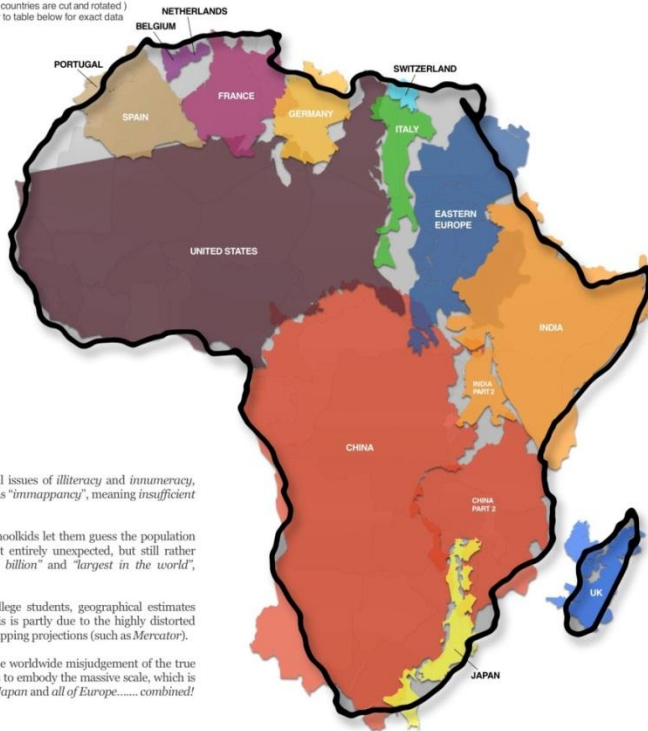 countries are cut and rotated )
to table below for exact data
NETHERLANDS
BELGIUM
PORTUGAL
SWITZERLAND
FRANCE
SPAIN
GERMANY
ITALY
EASTERN
EUROPE
UNITED STATES
INDIA
INDIA
PART 2
CHINA
CHINA
PART 2
UK
JAPAN
l issues of illiteracy and innumeracy,
s “immappancy”, meaning insufficient
hoolkids let them guess the population
t entirely unexpected, but still rather
billion” and “largest in the world”,
llege students, geographical estimates
is is partly due to the highly distorted
pping projections (such as Mercator).
e worldwide misjudgement of the true
s to embody the massive scale, which is
Japan and all of Europe...... combined!